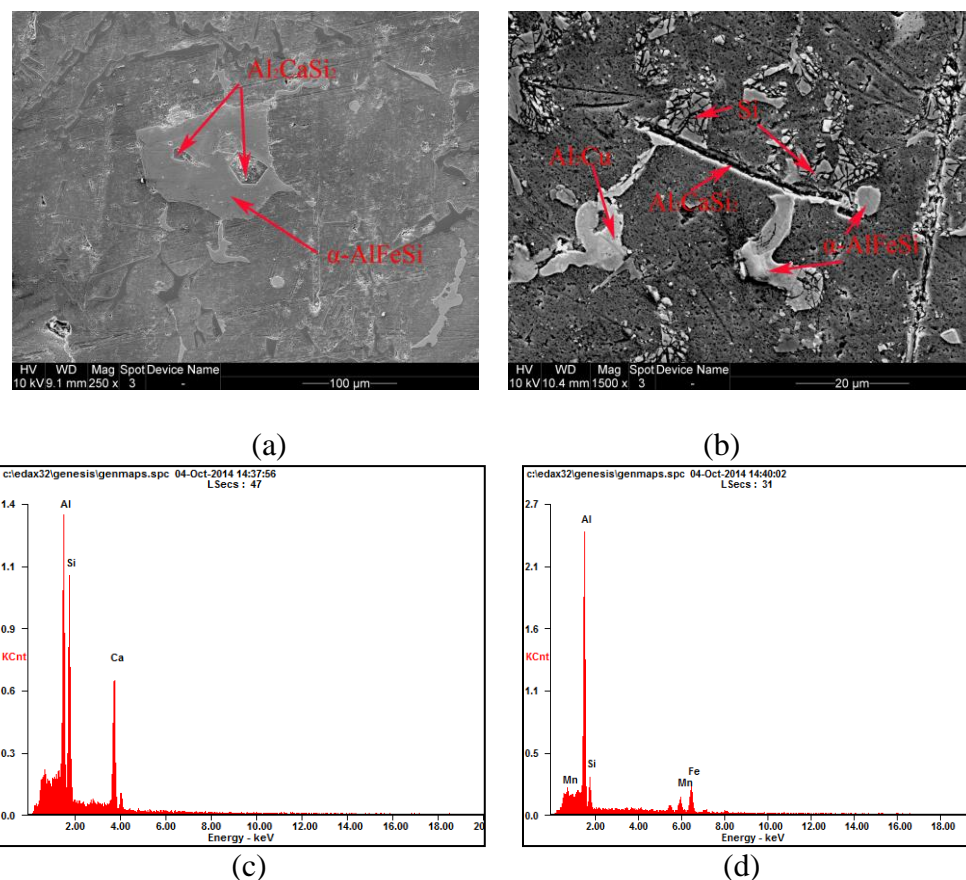 Al₂CaSi₂
α-AlFeSi
HV WD Mag Spot Device Name
10 kV 9.1 mm 250 x 3 - 100 µm
Si
Al₂Cu
Al₂CaSi₂
α-AlFeSi
HV WD Mag Spot Device Name
10 kV 10.4 mm 1500 x 3 - 20 µm
(a) (b)
c:\edax32\genesis\genmaps.spc 04-Oct-2014 14:37:56
LSecs : 47
1.4
Al
1.1
Si
0.9
KCnt
Ca
0.6
0.3
0.0
2.00 4.00 6.00 8.00 10.00 12.00 14.00 16.00 18.00 20
Energy - keV
c:\edax32\genesis\genmaps.spc 04-Oct-2014 14:40:02
LSecs : 31
2.7
Al
2.1
1.6
KCnt
1.1
0.5
Mn Si Mn Fe
0.0
2.00 4.00 6.00 8.00 10.00 12.00 14.00 16.00 18.00
Energy - keV
(c) (d)